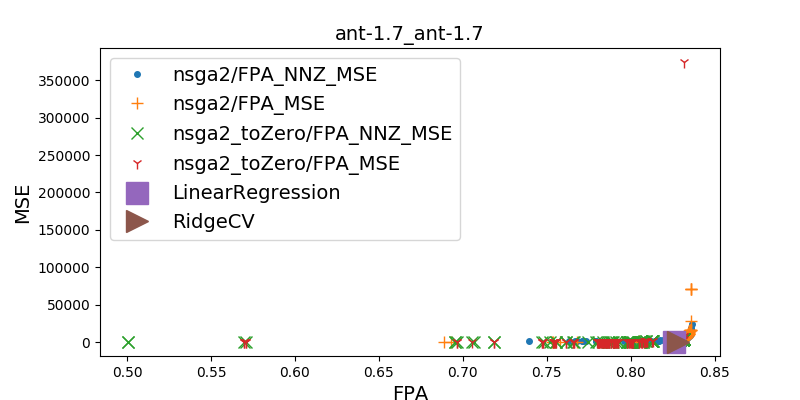 ant-1.7_ant-1.7
MSE
350000
300000
250000
200000
150000
100000
50000
0
nsga2/FPA_NNZ_MSE
nsga2/FPA_MSE
nsga2_toZero/FPA_NNZ_MSE
nsga2_toZero/FPA_MSE
LinearRegression
RidgeCV
0.50 0.55 0.60 0.65 0.70 0.75 0.80 0.85
FPA